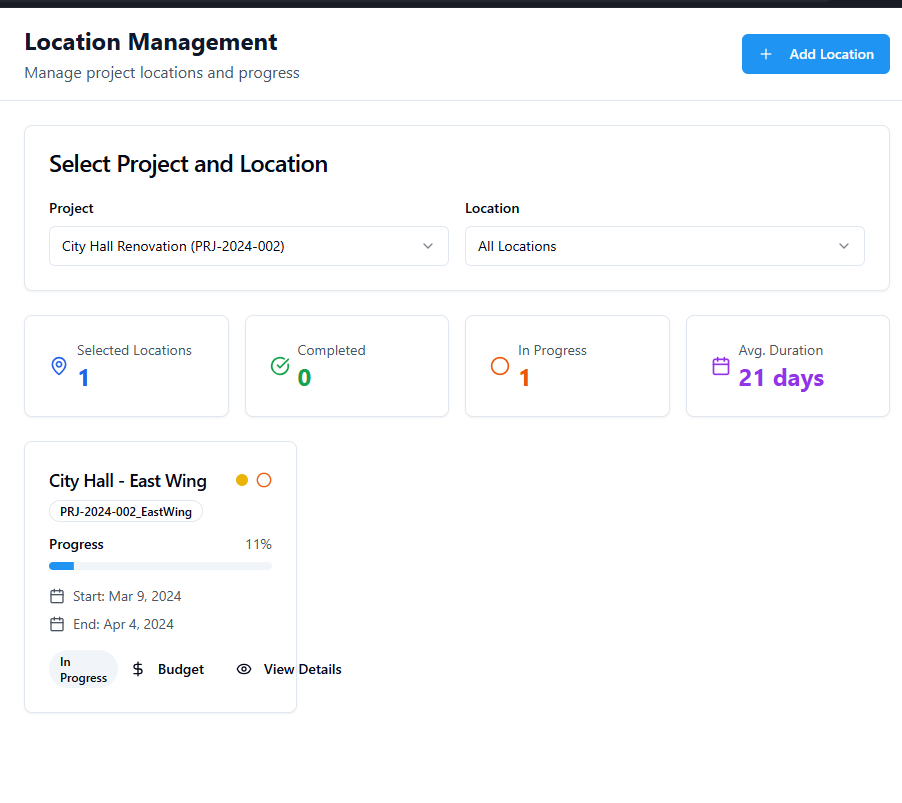 Location Management
Manage project locations and progress
Add Location
Select Project and Location
Project
Location
City Hall Renovation (PRJ-2024-002)
All Locations
Selected Locations
1
Completed
0
In Progress
1
Avg. Duration
21 days
City Hall - East Wing
PRJ-2024-002_EastWing
Progress
11%
Start: Mar 9, 2024
End: Apr 4, 2024
In
Progress
Budget
View Details